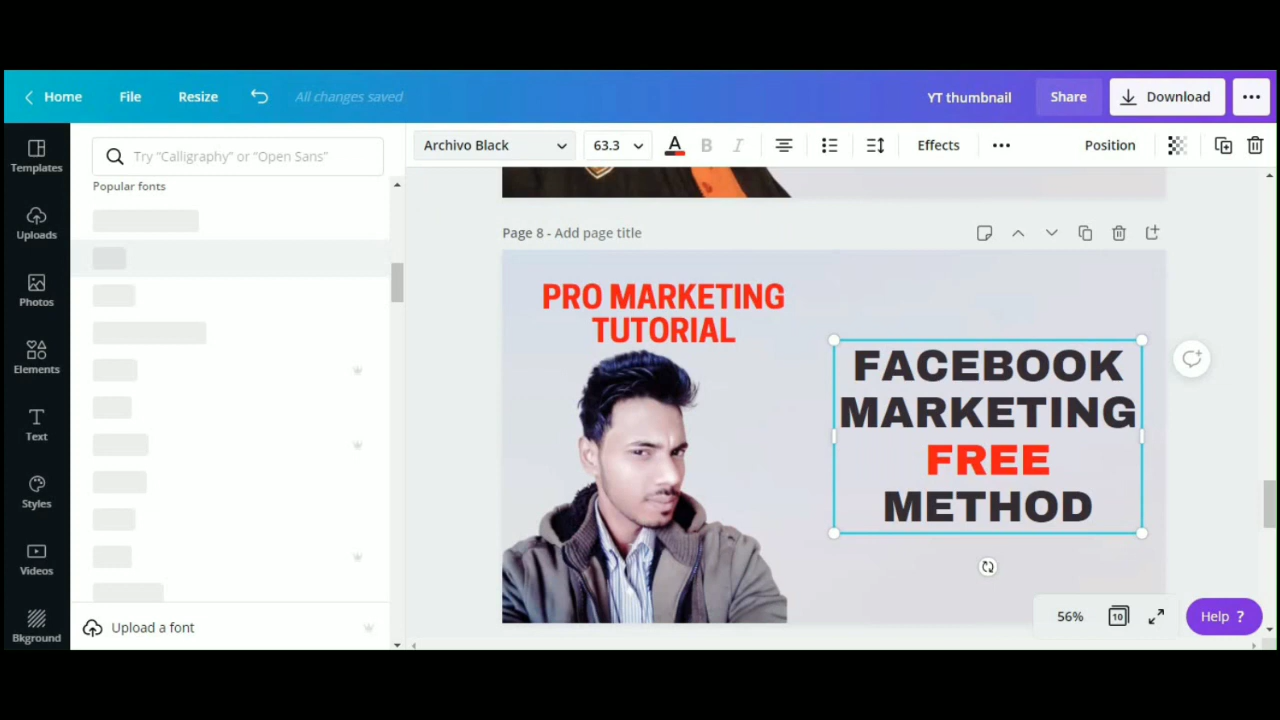 Home File Resize All changes saved YT thumbnail Share Download
Templates
Uploads
Photos
Elements
Text
Styles
Videos
Bkground
Try “Calligraphy” or “Open Sans”
Popular fonts
Upload a font
Archivo Black 63.3 A B I Effects Position
Page 8 - Add page title
PRO MARKETING
TUTORIAL
FACEBOOK
MARKETING
FREE
METHOD
56% 10 Help ?